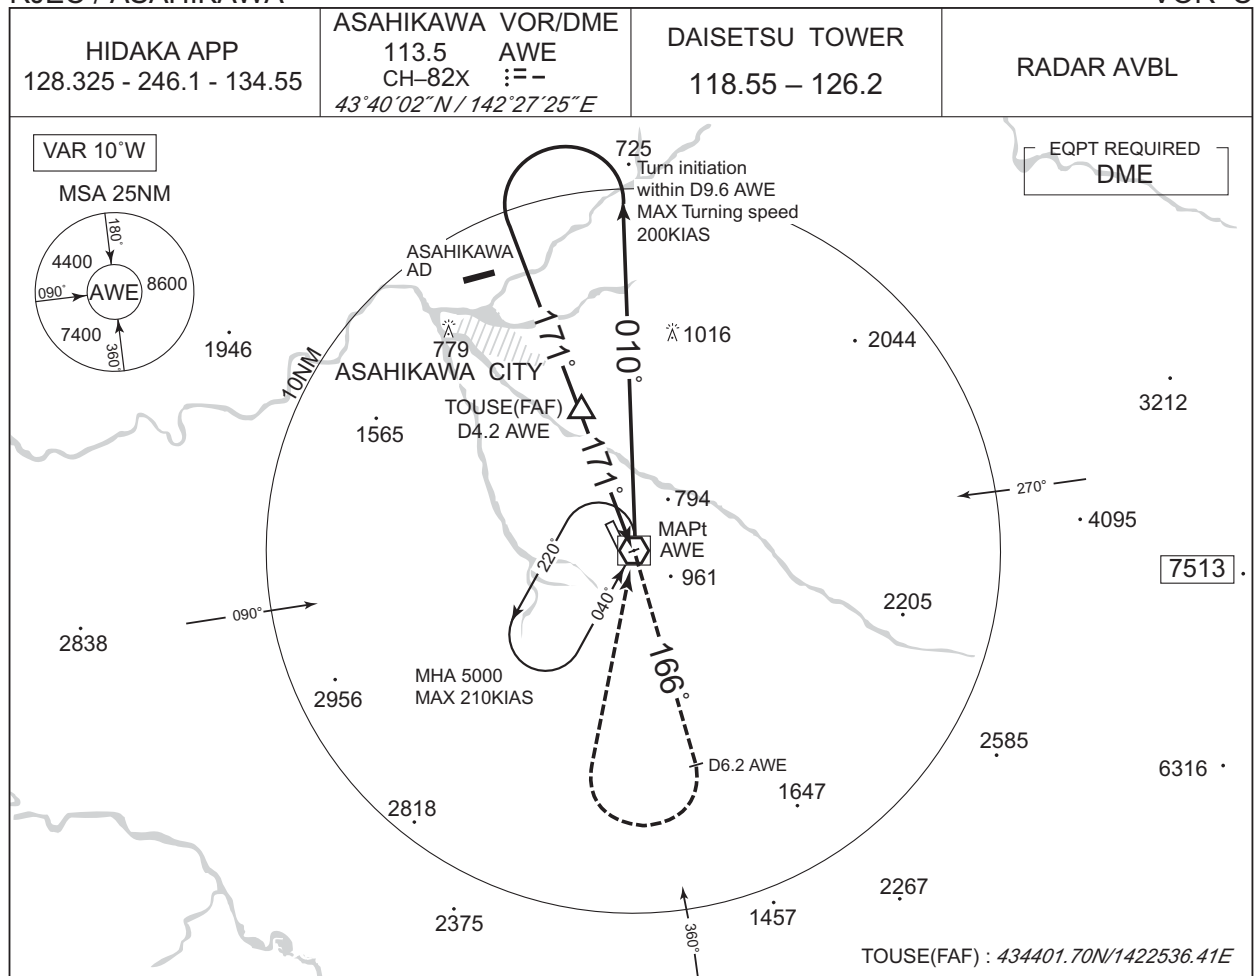 RJEC / ASAHIKAWA
HIDAKA APP
128.325 - 246.1 - 134.55
ASAHIKAWA VOR/DME
113.5 AWE
CH–82X
43°40´02˝N / 142°27´25˝E
DAISETSU TOWER
118.55 – 126.2
RADAR AVBL
VAR 10°W
MSA 25NM
180°
4400
8600
090°
AWE
7400
360°
725
Turn initiation
within D9.6 AWE
MAX Turning speed
200KIAS
EQPT REQUIRED
DME
ASAHIKAWA
AD
171°
010°
1016
2044
1946
779
ASAHIKAWA CITY
10NM
3212
TOUSE(FAF)
D4.2 AWE
1565
171°
270°
794
4095
MAPt
AWE
220°
961
7513
040°
090°
2205
2838
166°
MHA 5000
MAX 210KIAS
2956
2585
D6.2 AWE
6316
1647
2818
2267
2375
1457
360°
TOUSE(FAF) : 434401.70N/1422536.41E